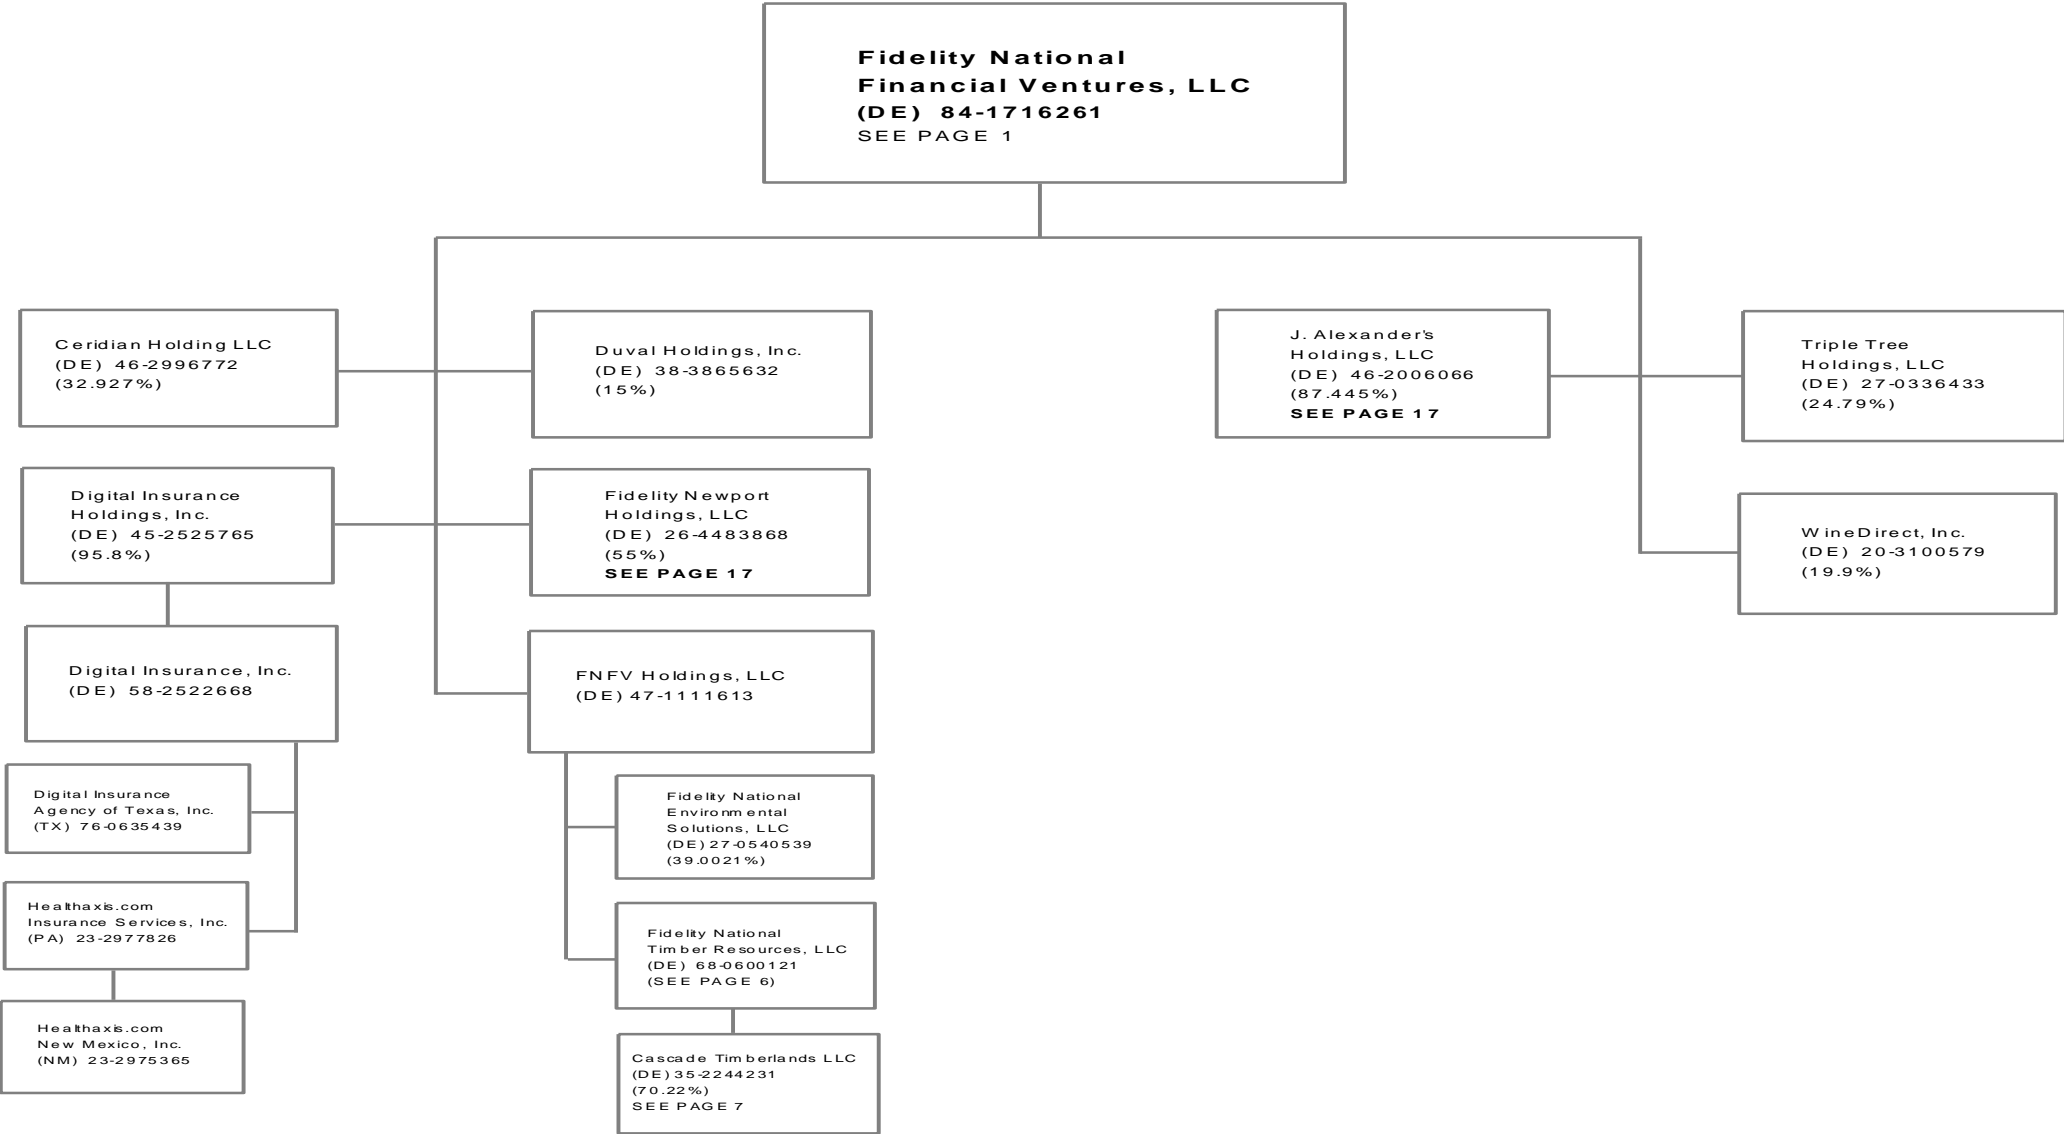 Fidelity National
Financial Ventures, LLC
(DE) 84-1716261
SEE PAGE 1
Ceridian Holding LLC
(DE) 46-2996772
(32.927%)
Duval Holdings, Inc.
(DE) 38-3865632
(15%)
J. Alexander's
Holdings, LLC
(DE) 46-2006066
(87.445%)
SEE PAGE 17
Triple Tree
Holdings, LLC
(DE) 27-0336433
(24.79%)
Digital Insurance
Holdings, Inc.
(DE) 45-2525765
(95.8%)
Fidelity Newport
Holdings, LLC
(DE) 26-4483868
(55%)
SEE PAGE 17
WineDirect, Inc.
(DE) 20-3100579
(19.9%)
Digital Insurance, Inc.
(DE) 58-2522668
FNFV Holdings, LLC
(DE) 47-1111613
Digital Insurance
Agency of Texas, Inc.
(TX) 76-0635439
Fidelity National
Environmental
Solutions, LLC
(DE) 27-0540539
(39.0021%)
Healthaxis.com
Insurance Services, Inc.
(PA) 23-2977826
Fidelity National
Timber Resources, LLC
(DE) 68-0600121
(SEE PAGE 6)
Healthaxis.com
New Mexico, Inc.
(NM) 23-2975365
Cascade Timberlands LLC
(DE) 35-2244231
(70.22%)
SEE PAGE 7